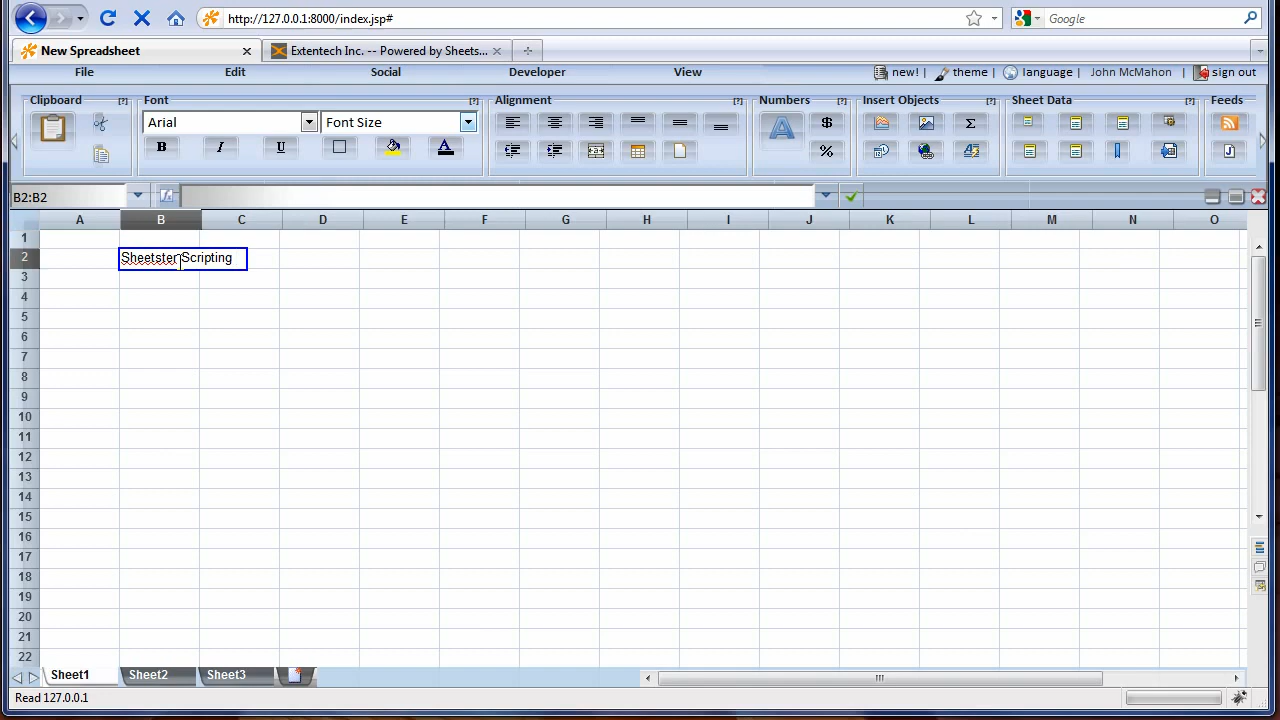 http://127.0.0.1:8000/index.jsp#
Google
New Spreadsheet
Extentech Inc. -- Powered by Sheets...
File Edit Social Developer View new! theme language John McMahon sign out
Clipboard [?] Font [?] Alignment [?] Numbers [?] Insert Objects [?] Sheet Data [?] Feeds
Arial Font Size $ Σ
B I U A A %
B2:B2
A B C D E F G H I J K L M N O
1
2 Sheetster Scripting
3
4
5
6
7
8
9
10
11
12
13
14
15
16
17
18
19
20
21
22
Sheet1 Sheet2 Sheet3
Read 127.0.0.1